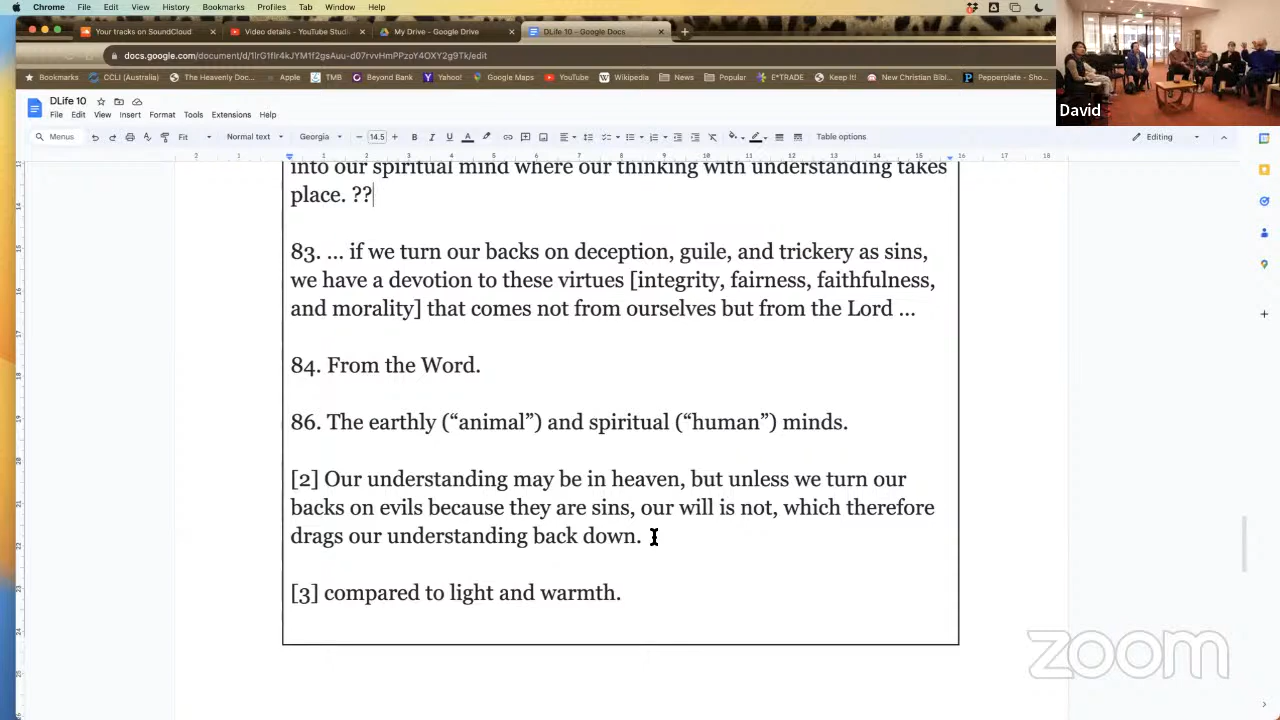 Chrome File Edit View History Bookmarks Profiles Tab Window Help
Your tracks on SoundCloud Video details - YouTube Studi My Drive - Google Drive DLife 10 - Google Docs
docs.google.com/document/d/1lrG1fIr4kJYM1f2gsAuu-d07rvvHmPPzoY4OXY2g9Tk/edit
Bookmarks CCLI (Australia) The Heavenly Doc... Apple TMB Beyond Bank Yahoo! Google Maps YouTube Wikipedia News Popular E*TRADE Keep It! New Christian Bibl... Pepperplate - Sho...
David
DLife 10
File Edit View Insert Format Tools Extensions Help
Menus Fit Normal text Georgia 14.5 Table options Editing
into our spiritual mind where our thinking with understanding takes
place. ??
83. ... if we turn our backs on deception, guile, and trickery as sins,
we have a devotion to these virtues [integrity, fairness, faithfulness,
and morality] that comes not from ourselves but from the Lord ...
84. From the Word.
86. The earthly (“animal”) and spiritual (“human”) minds.
[2] Our understanding may be in heaven, but unless we turn our
backs on evils because they are sins, our will is not, which therefore
drags our understanding back down.
[3] compared to light and warmth.
zoom